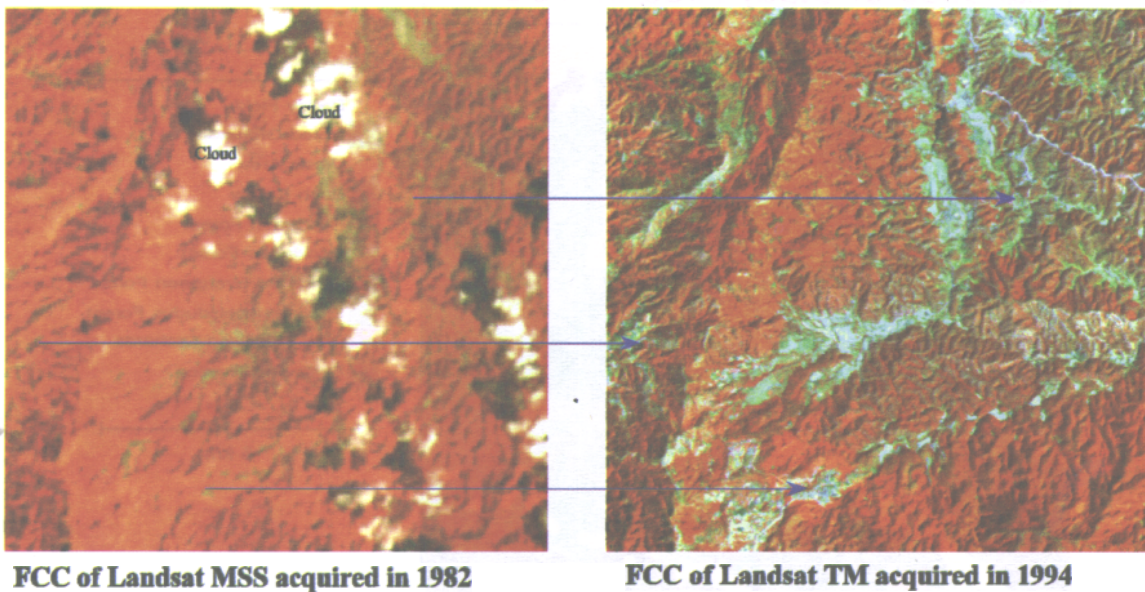 Cloud
Cloud
FCC of Landsat MSS acquired in 1982
FCC of Landsat TM acquired in 1994